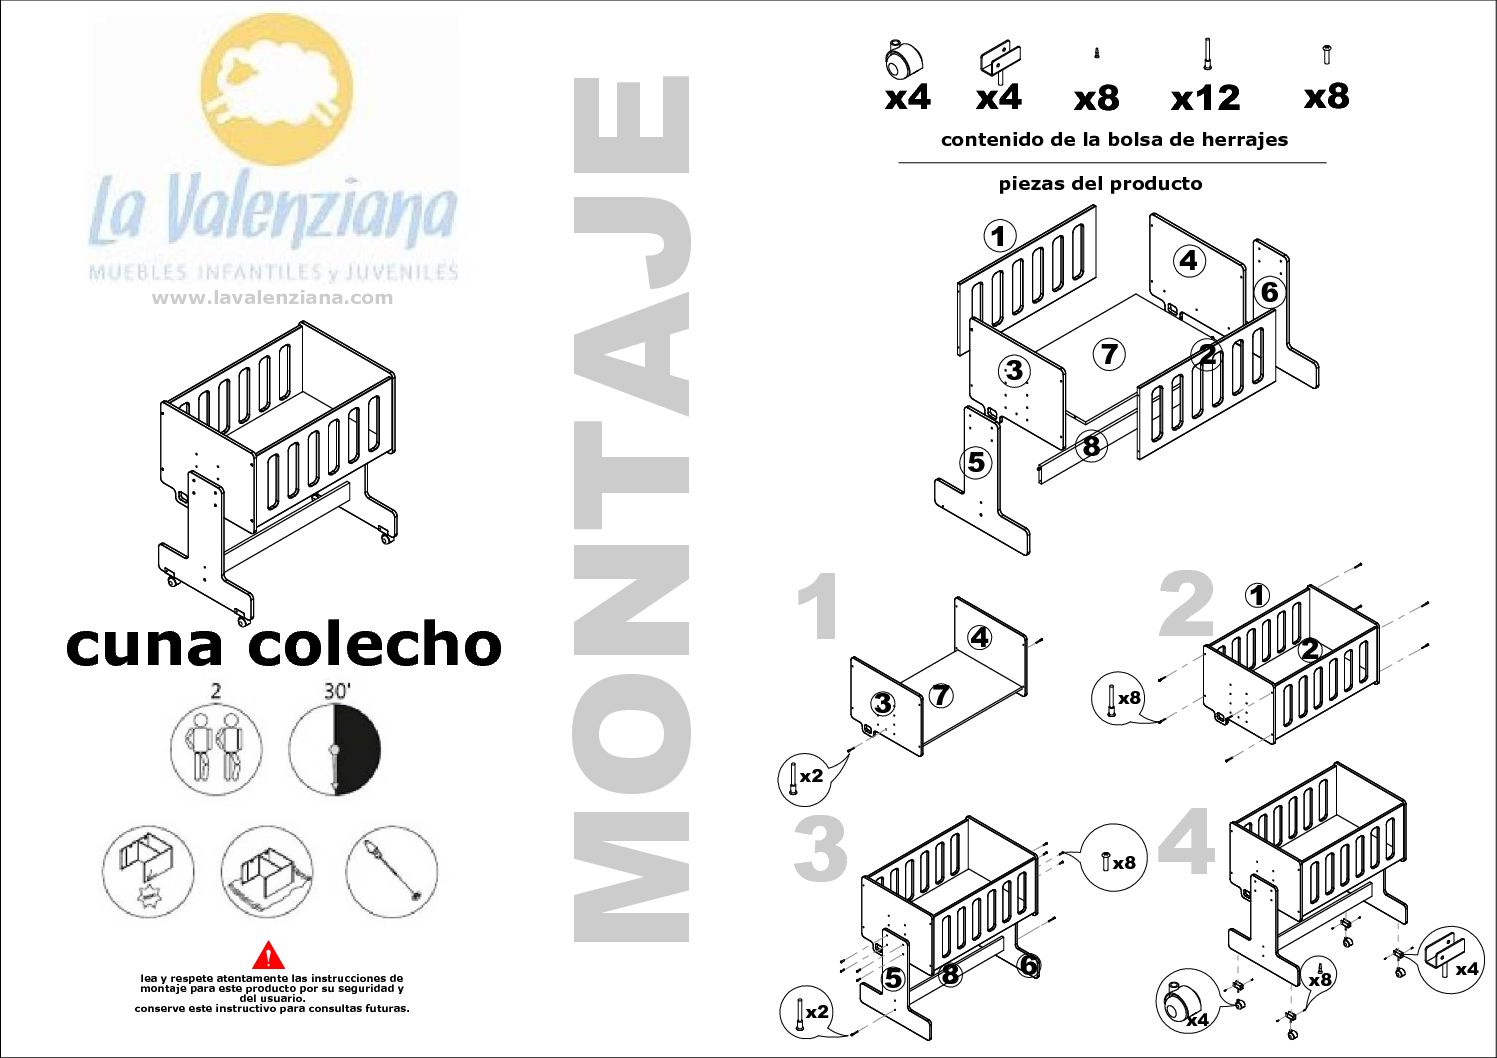 La Valenziana
MUEBLES INFANTILES y JUVENILES
www.lavalenziana.com
cuna colecho
2
30'
lea y respete atentamente las instrucciones de
montaje para este producto por su seguridad y
del usuario.
conserve este instructivo para consultas futuras.
MONTAJE
x4
x4
x8
x12
x8
contenido de la bolsa de herrajes
piezas del producto
1
4
6
3
7
2
8
5
1
4
3
7
x2
2
1
2
x8
3
x8
5
8
6
x2
4
x4
x8
x4